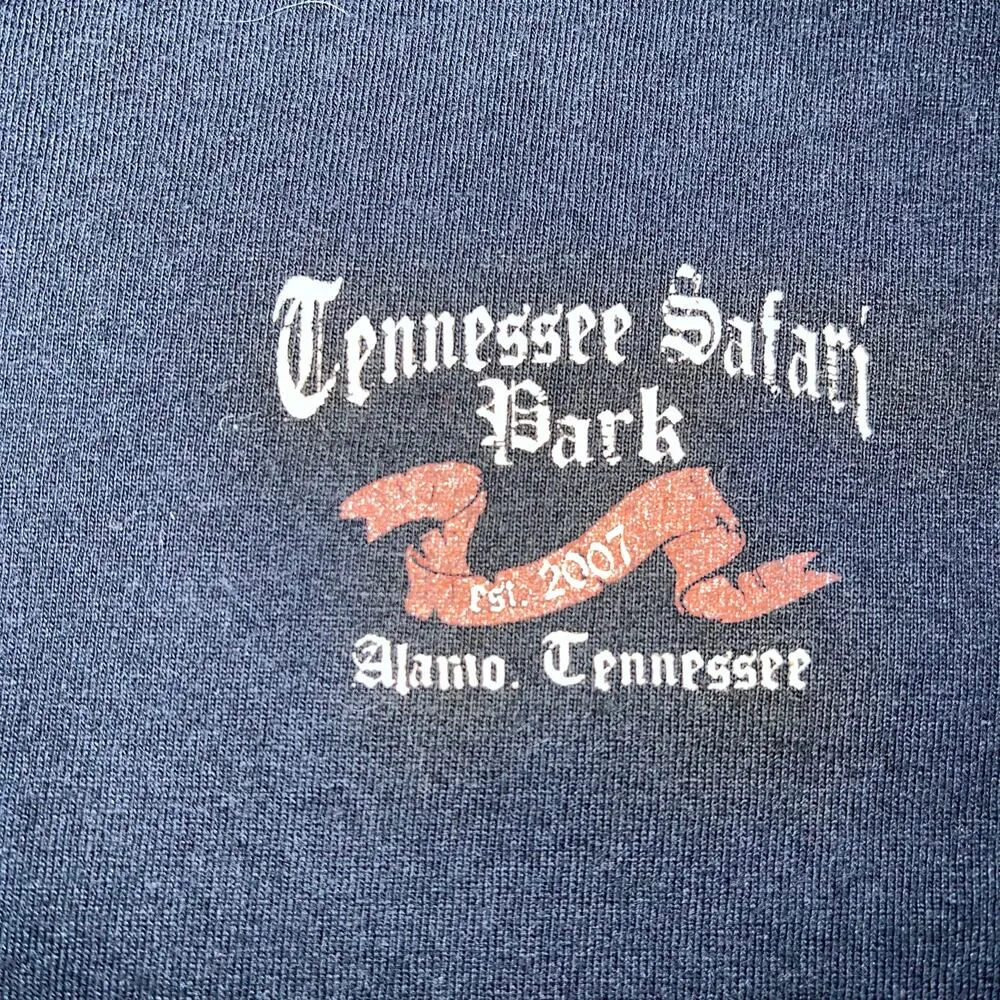 Tennessee Safari
Park
est. 2007
Alamo. Tennessee